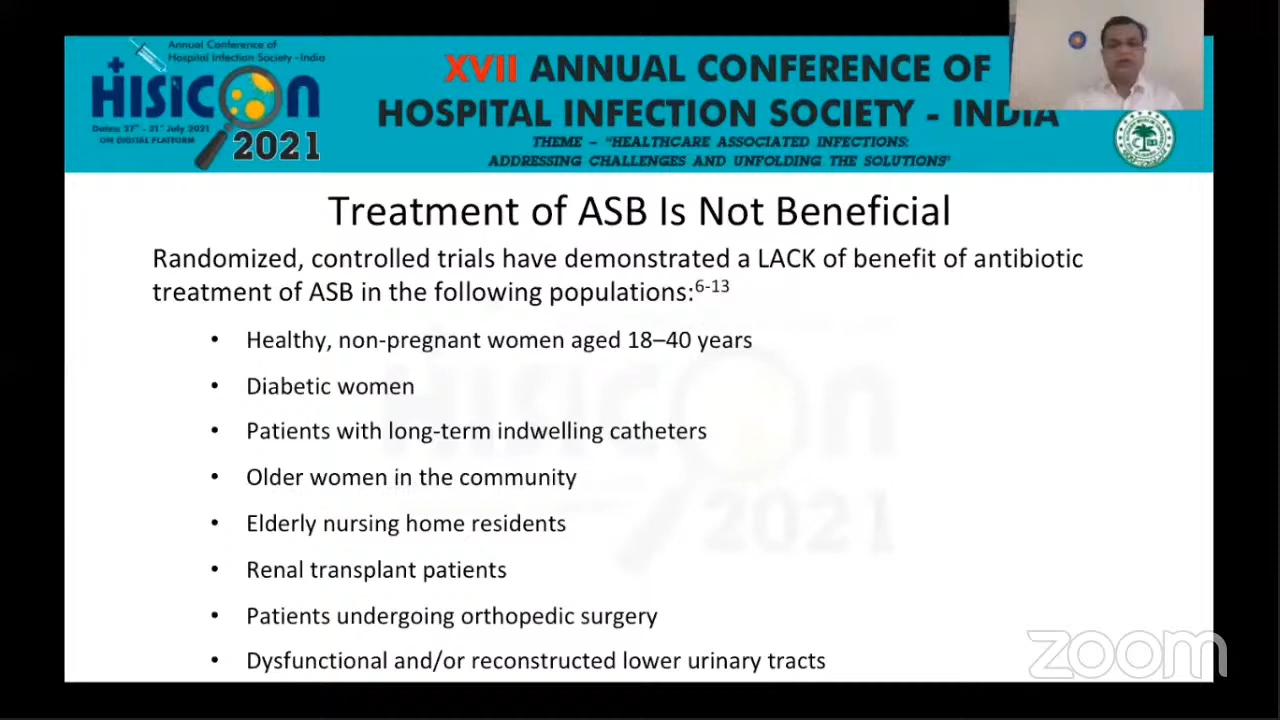 Annual Conference of
Hospital Infection Society -India
HISICON
Dates: 27th - 31st July 2021
ON DIGITAL PLATFORM
2021
XVII ANNUAL CONFERENCE OF
HOSPITAL INFECTION SOCIETY - INDIA
THEME – "HEALTHCARE ASSOCIATED INFECTIONS:
ADDRESSING CHALLENGES AND UNFOLDING THE SOLUTIONS"
Treatment of ASB Is Not Beneficial
Randomized, controlled trials have demonstrated a LACK of benefit of antibiotic
treatment of ASB in the following populations:6-13
• Healthy, non-pregnant women aged 18–40 years
• Diabetic women
• Patients with long-term indwelling catheters
• Older women in the community
• Elderly nursing home residents
• Renal transplant patients
• Patients undergoing orthopedic surgery
• Dysfunctional and/or reconstructed lower urinary tracts
HISICON
2021
zoom